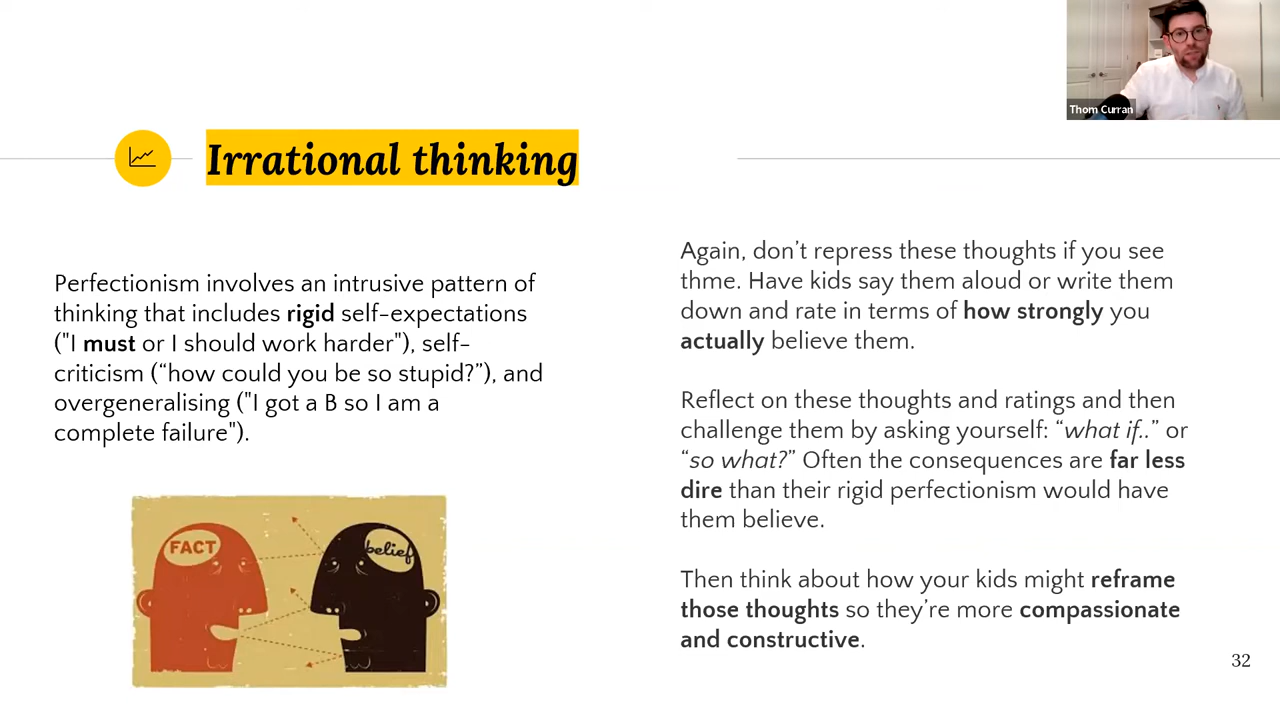 Thom Curran
Irrational thinking
Perfectionism involves an intrusive pattern of
thinking that includes rigid self-expectations
("I must or I should work harder"), self-
criticism (“how could you be so stupid?”), and
overgeneralising ("I got a B so I am a
complete failure").
FACT
belief
Again, don’t repress these thoughts if you see
thme. Have kids say them aloud or write them
down and rate in terms of how strongly you
actually believe them.
Reflect on these thoughts and ratings and then
challenge them by asking yourself: “what if..” or
“so what?” Often the consequences are far less
dire than their rigid perfectionism would have
them believe.
Then think about how your kids might reframe
those thoughts so they’re more compassionate
and constructive.
32